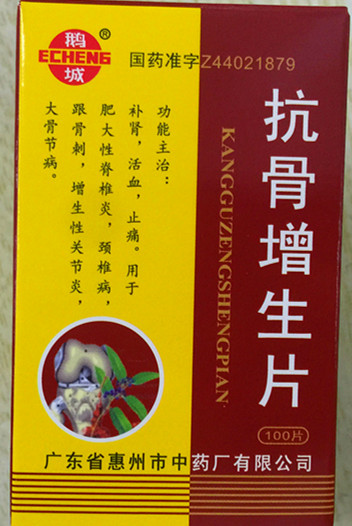 鹅
ECHENG
城
®
国药准字Z44021879
抗骨增生片
KANGGUZENGSHENGPIAN
功能主治：
补肾，活血，止痛。用于
肥大性脊椎炎，颈椎病，
跟骨刺，增生性关节炎，
大骨节病。
100片
广东省惠州市中药厂有限公司